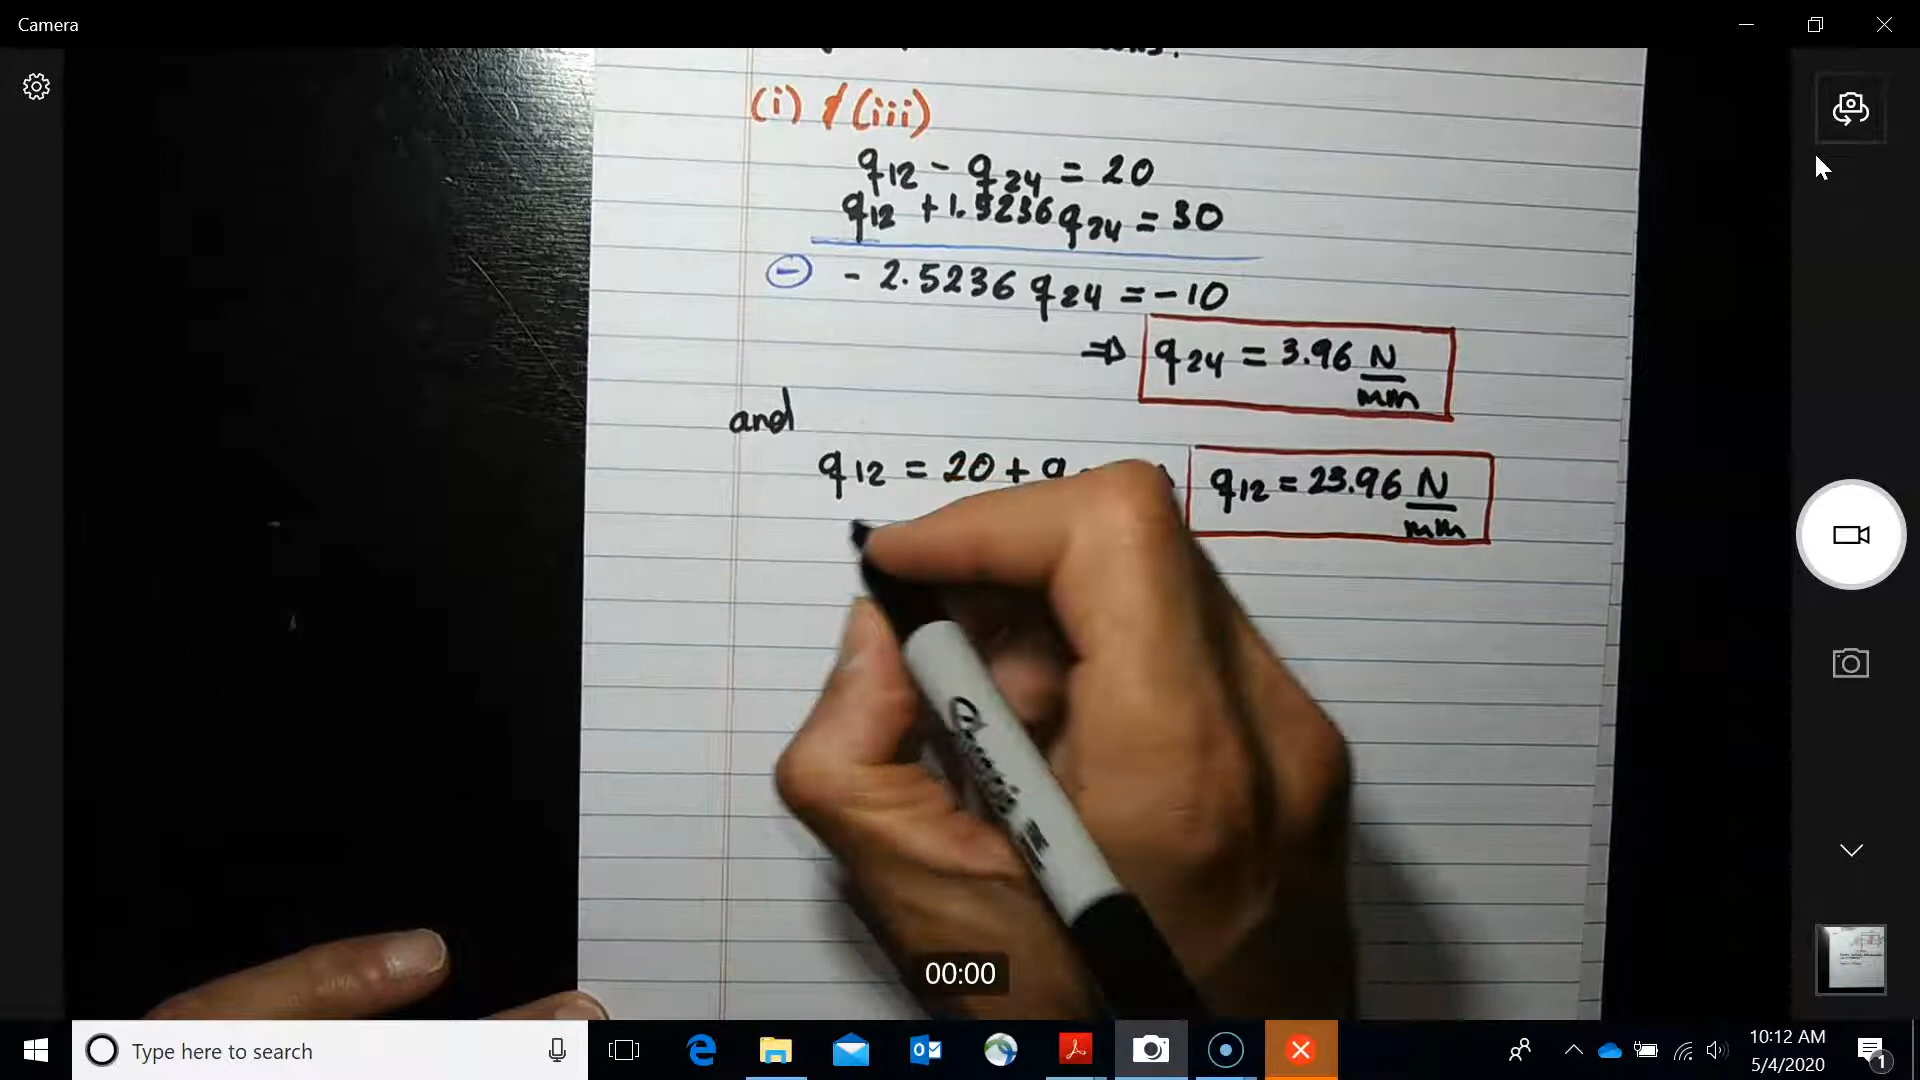 Camera
(i) & (iii)
q12 - q24 = 20
q12 + 1.5236 q24 = 30
- - 2.5236 q24 = -10
⇒ q24 = 3.96 N/mm
and
q12 = 20 + q
q12 = 23.96 N/mm
00:00
Type here to search
10:12 AM
5/4/2020
1